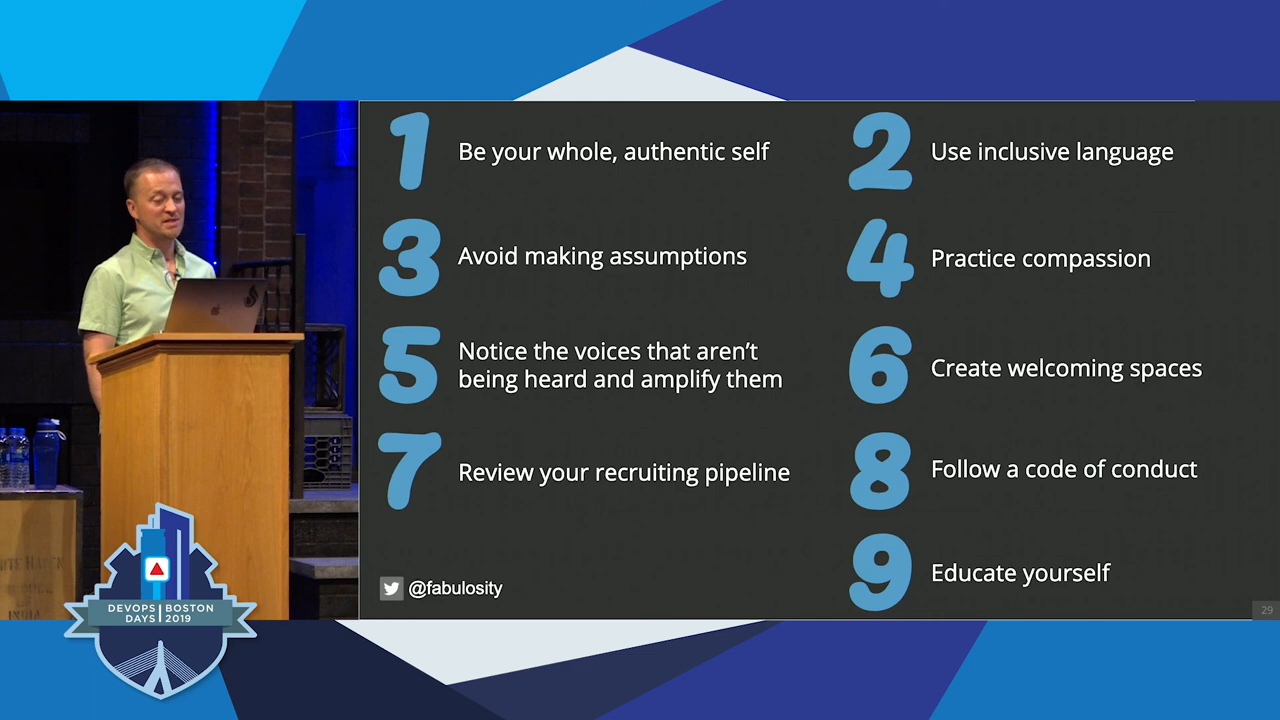 1 Be your whole, authentic self
2 Use inclusive language
3 Avoid making assumptions
4 Practice compassion
5 Notice the voices that aren't
being heard and amplify them
6 Create welcoming spaces
7 Review your recruiting pipeline
8 Follow a code of conduct
9 Educate yourself
@fabulosity
29
DEVOPS BOSTON
DAYS 2019